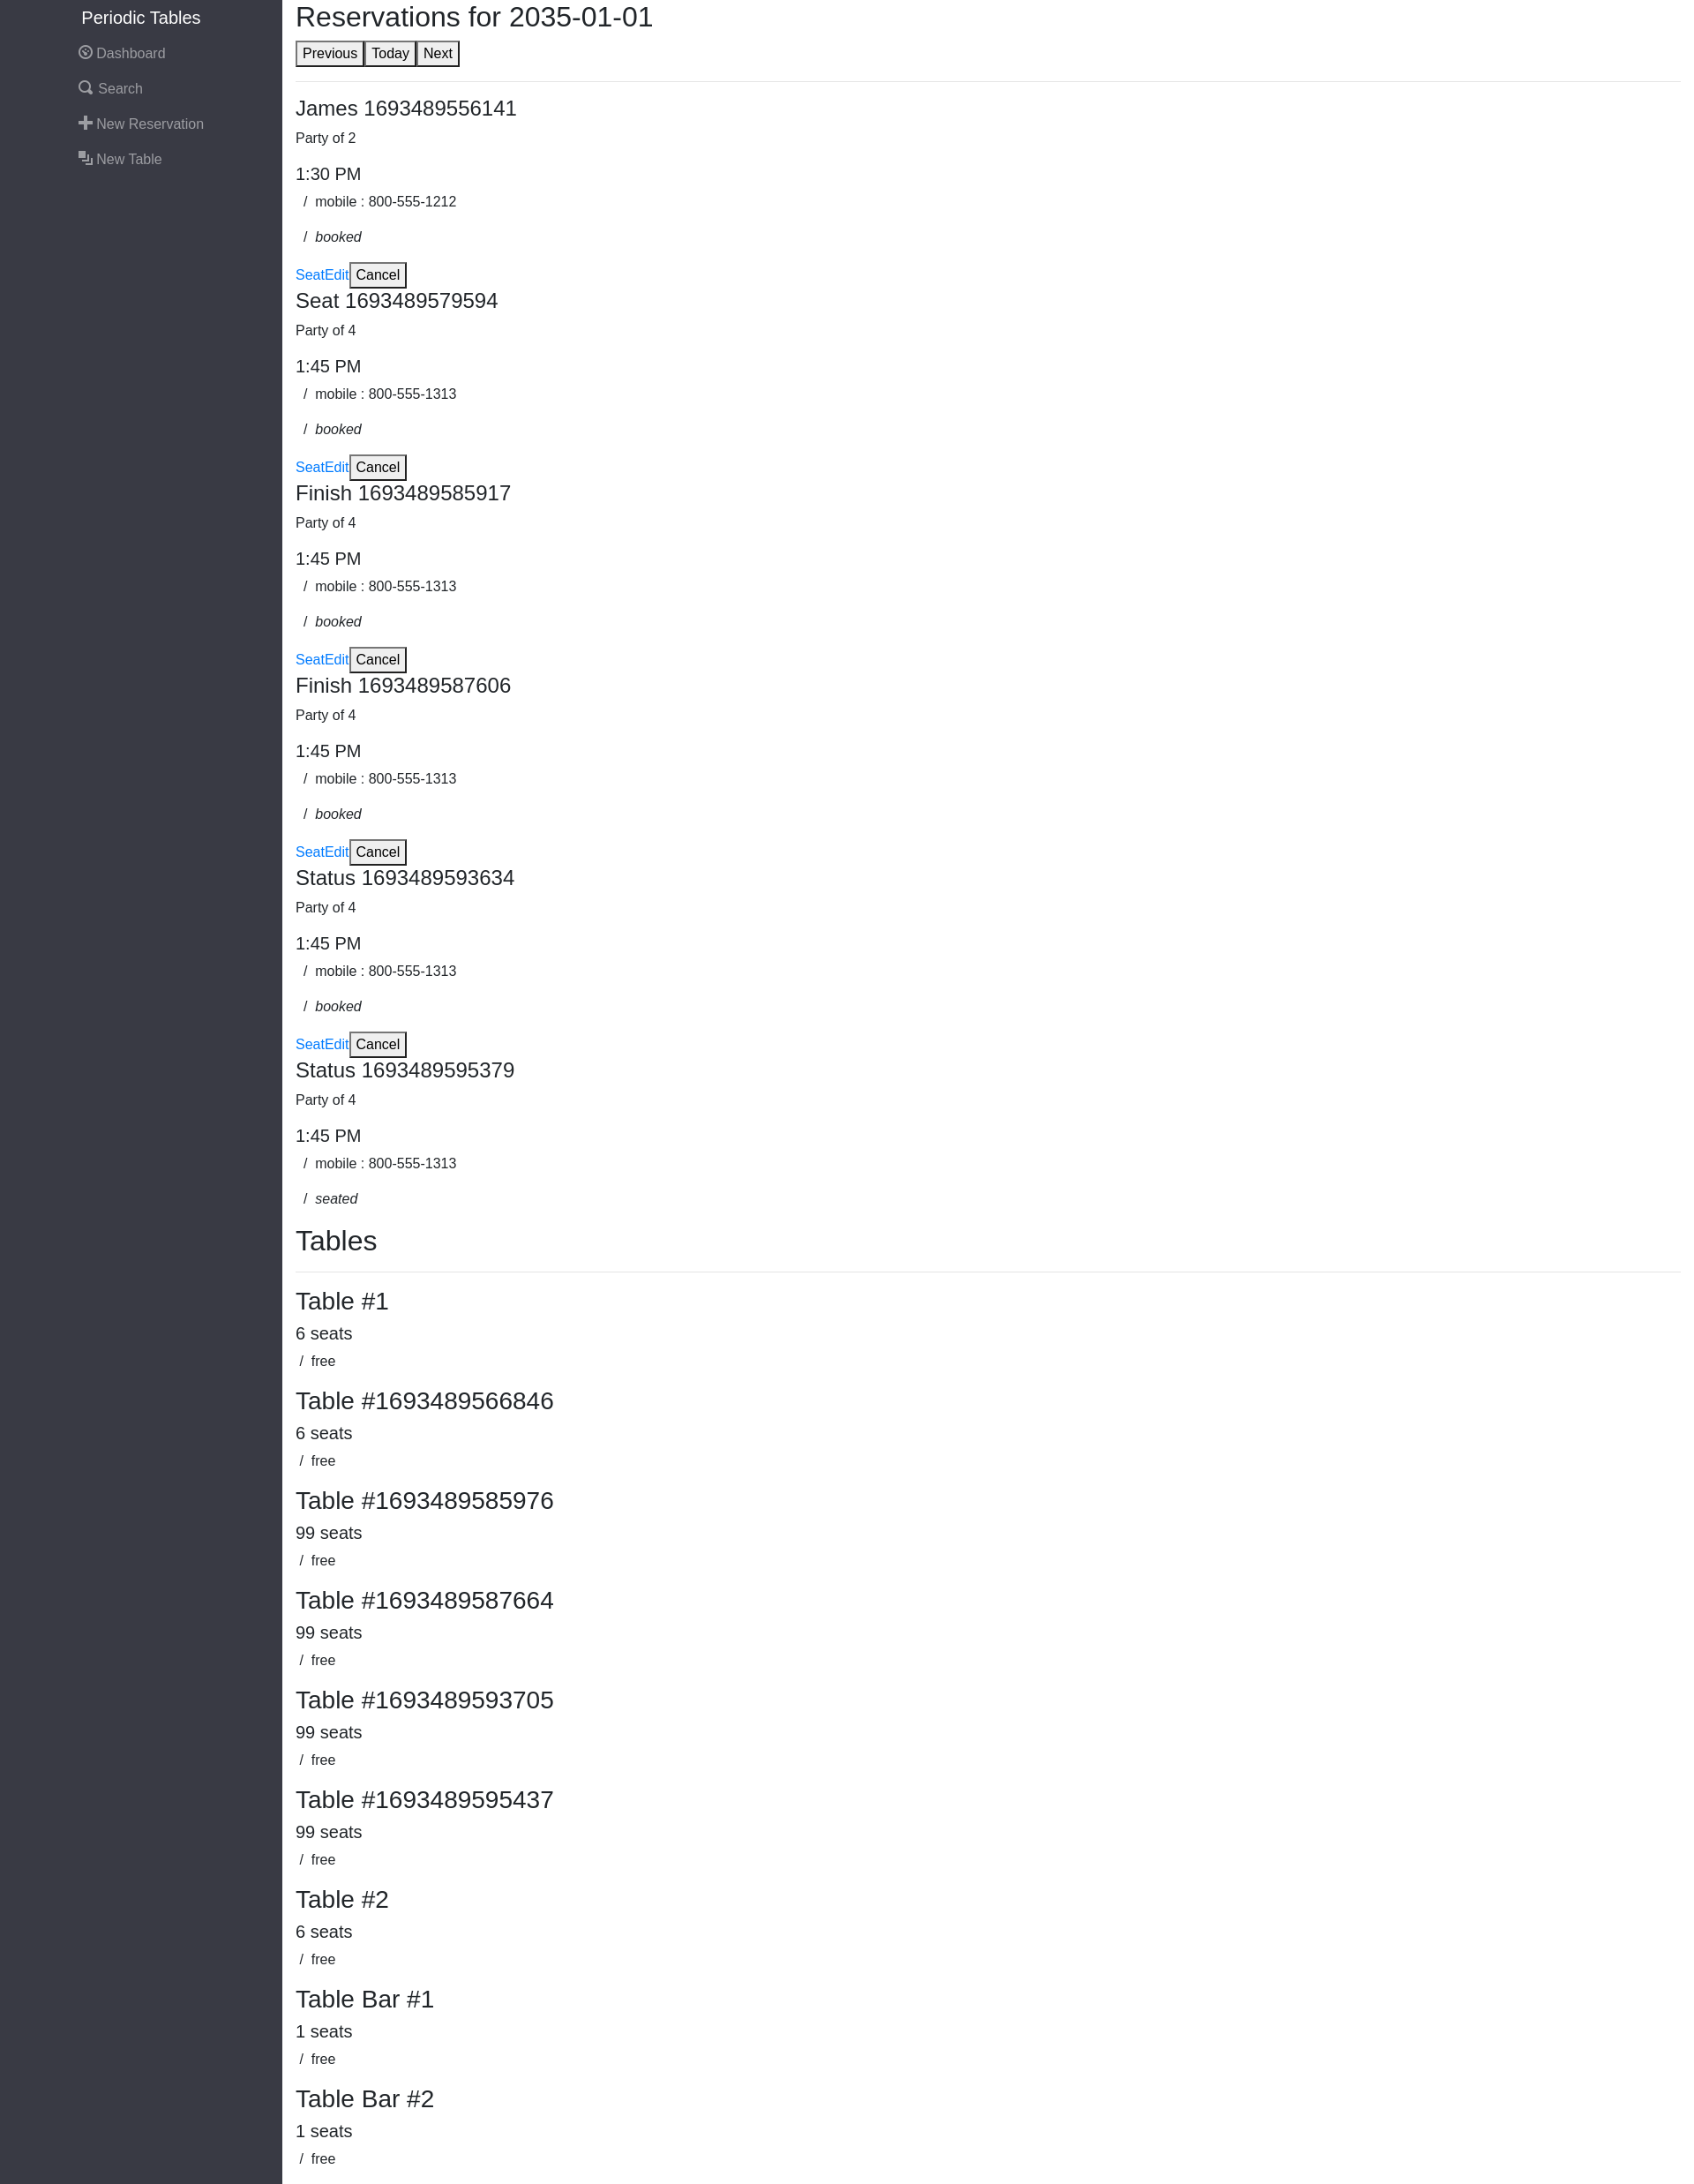 Periodic Tables
Dashboard
Search
New Reservation
New Table
Reservations for 2035-01-01
Previous Today Next
James 1693489556141
Party of 2
1:30 PM
/ mobile : 800-555-1212
/ booked
SeatEdit Cancel
Seat 1693489579594
Party of 4
1:45 PM
/ mobile : 800-555-1313
/ booked
SeatEdit Cancel
Finish 1693489585917
Party of 4
1:45 PM
/ mobile : 800-555-1313
/ booked
SeatEdit Cancel
Finish 1693489587606
Party of 4
1:45 PM
/ mobile : 800-555-1313
/ booked
SeatEdit Cancel
Status 1693489593634
Party of 4
1:45 PM
/ mobile : 800-555-1313
/ booked
SeatEdit Cancel
Status 1693489595379
Party of 4
1:45 PM
/ mobile : 800-555-1313
/ seated
Tables
Table #1
6 seats
/ free
Table #1693489566846
6 seats
/ free
Table #1693489585976
99 seats
/ free
Table #1693489587664
99 seats
/ free
Table #1693489593705
99 seats
/ free
Table #1693489595437
99 seats
/ free
Table #2
6 seats
/ free
Table Bar #1
1 seats
/ free
Table Bar #2
1 seats
/ free